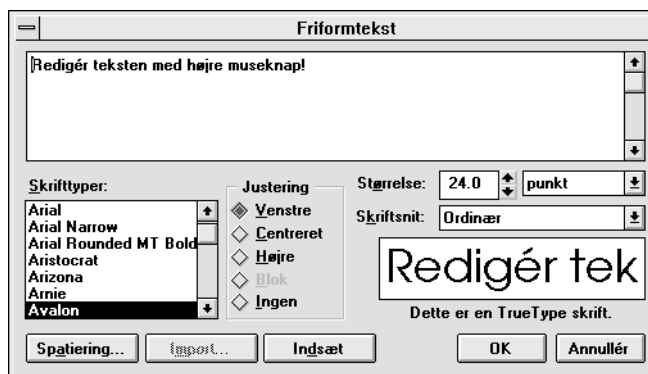 Friformtekst
Redigér teksten med højre museknap!
Skrifttyper:
Arial
Arial Narrow
Arial Rounded MT Bold
Aristocrat
Arizona
Arnie
Avalon
Justering
Venstre
Centreret
Højre
Blok
Ingen
Størrelse: 24.0 punkt
Skriftsnit: Ordinær
Redigér tek
Dette er en TrueType skrift.
Spatiering... Import... Indsæt OK Annullér